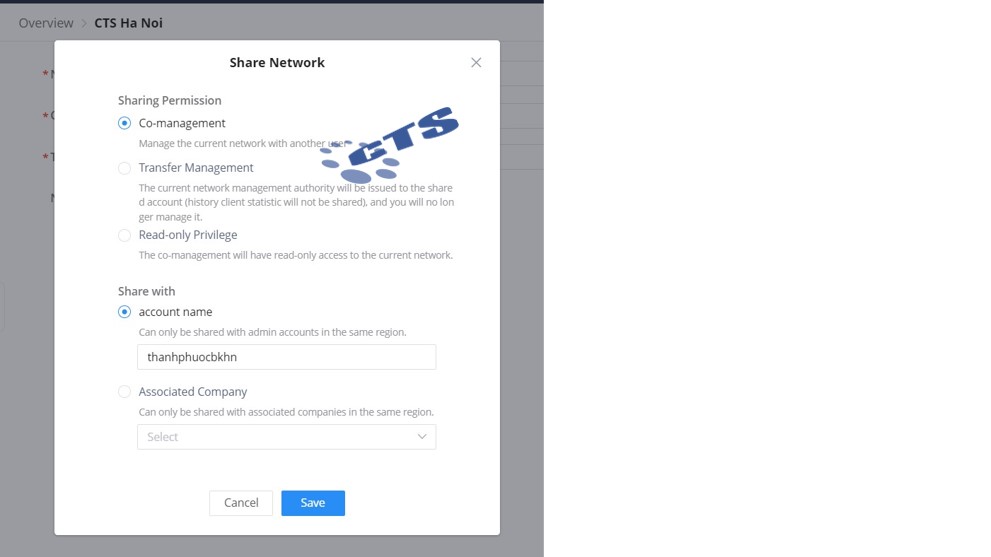 Overview > CTS Ha Noi
Share Network
Sharing Permission
Co-management
Manage the current network with another user
CTS
Transfer Management
The current network management authority will be issued to the share
d account (history client statistic will not be shared), and you will no lon
ger manage it.
Read-only Privilege
The co-management will have read-only access to the current network.
Share with
account name
Can only be shared with admin accounts in the same region.
thanhphuocbkhn
Associated Company
Can only be shared with associated companies in the same region.
Select
Cancel
Save